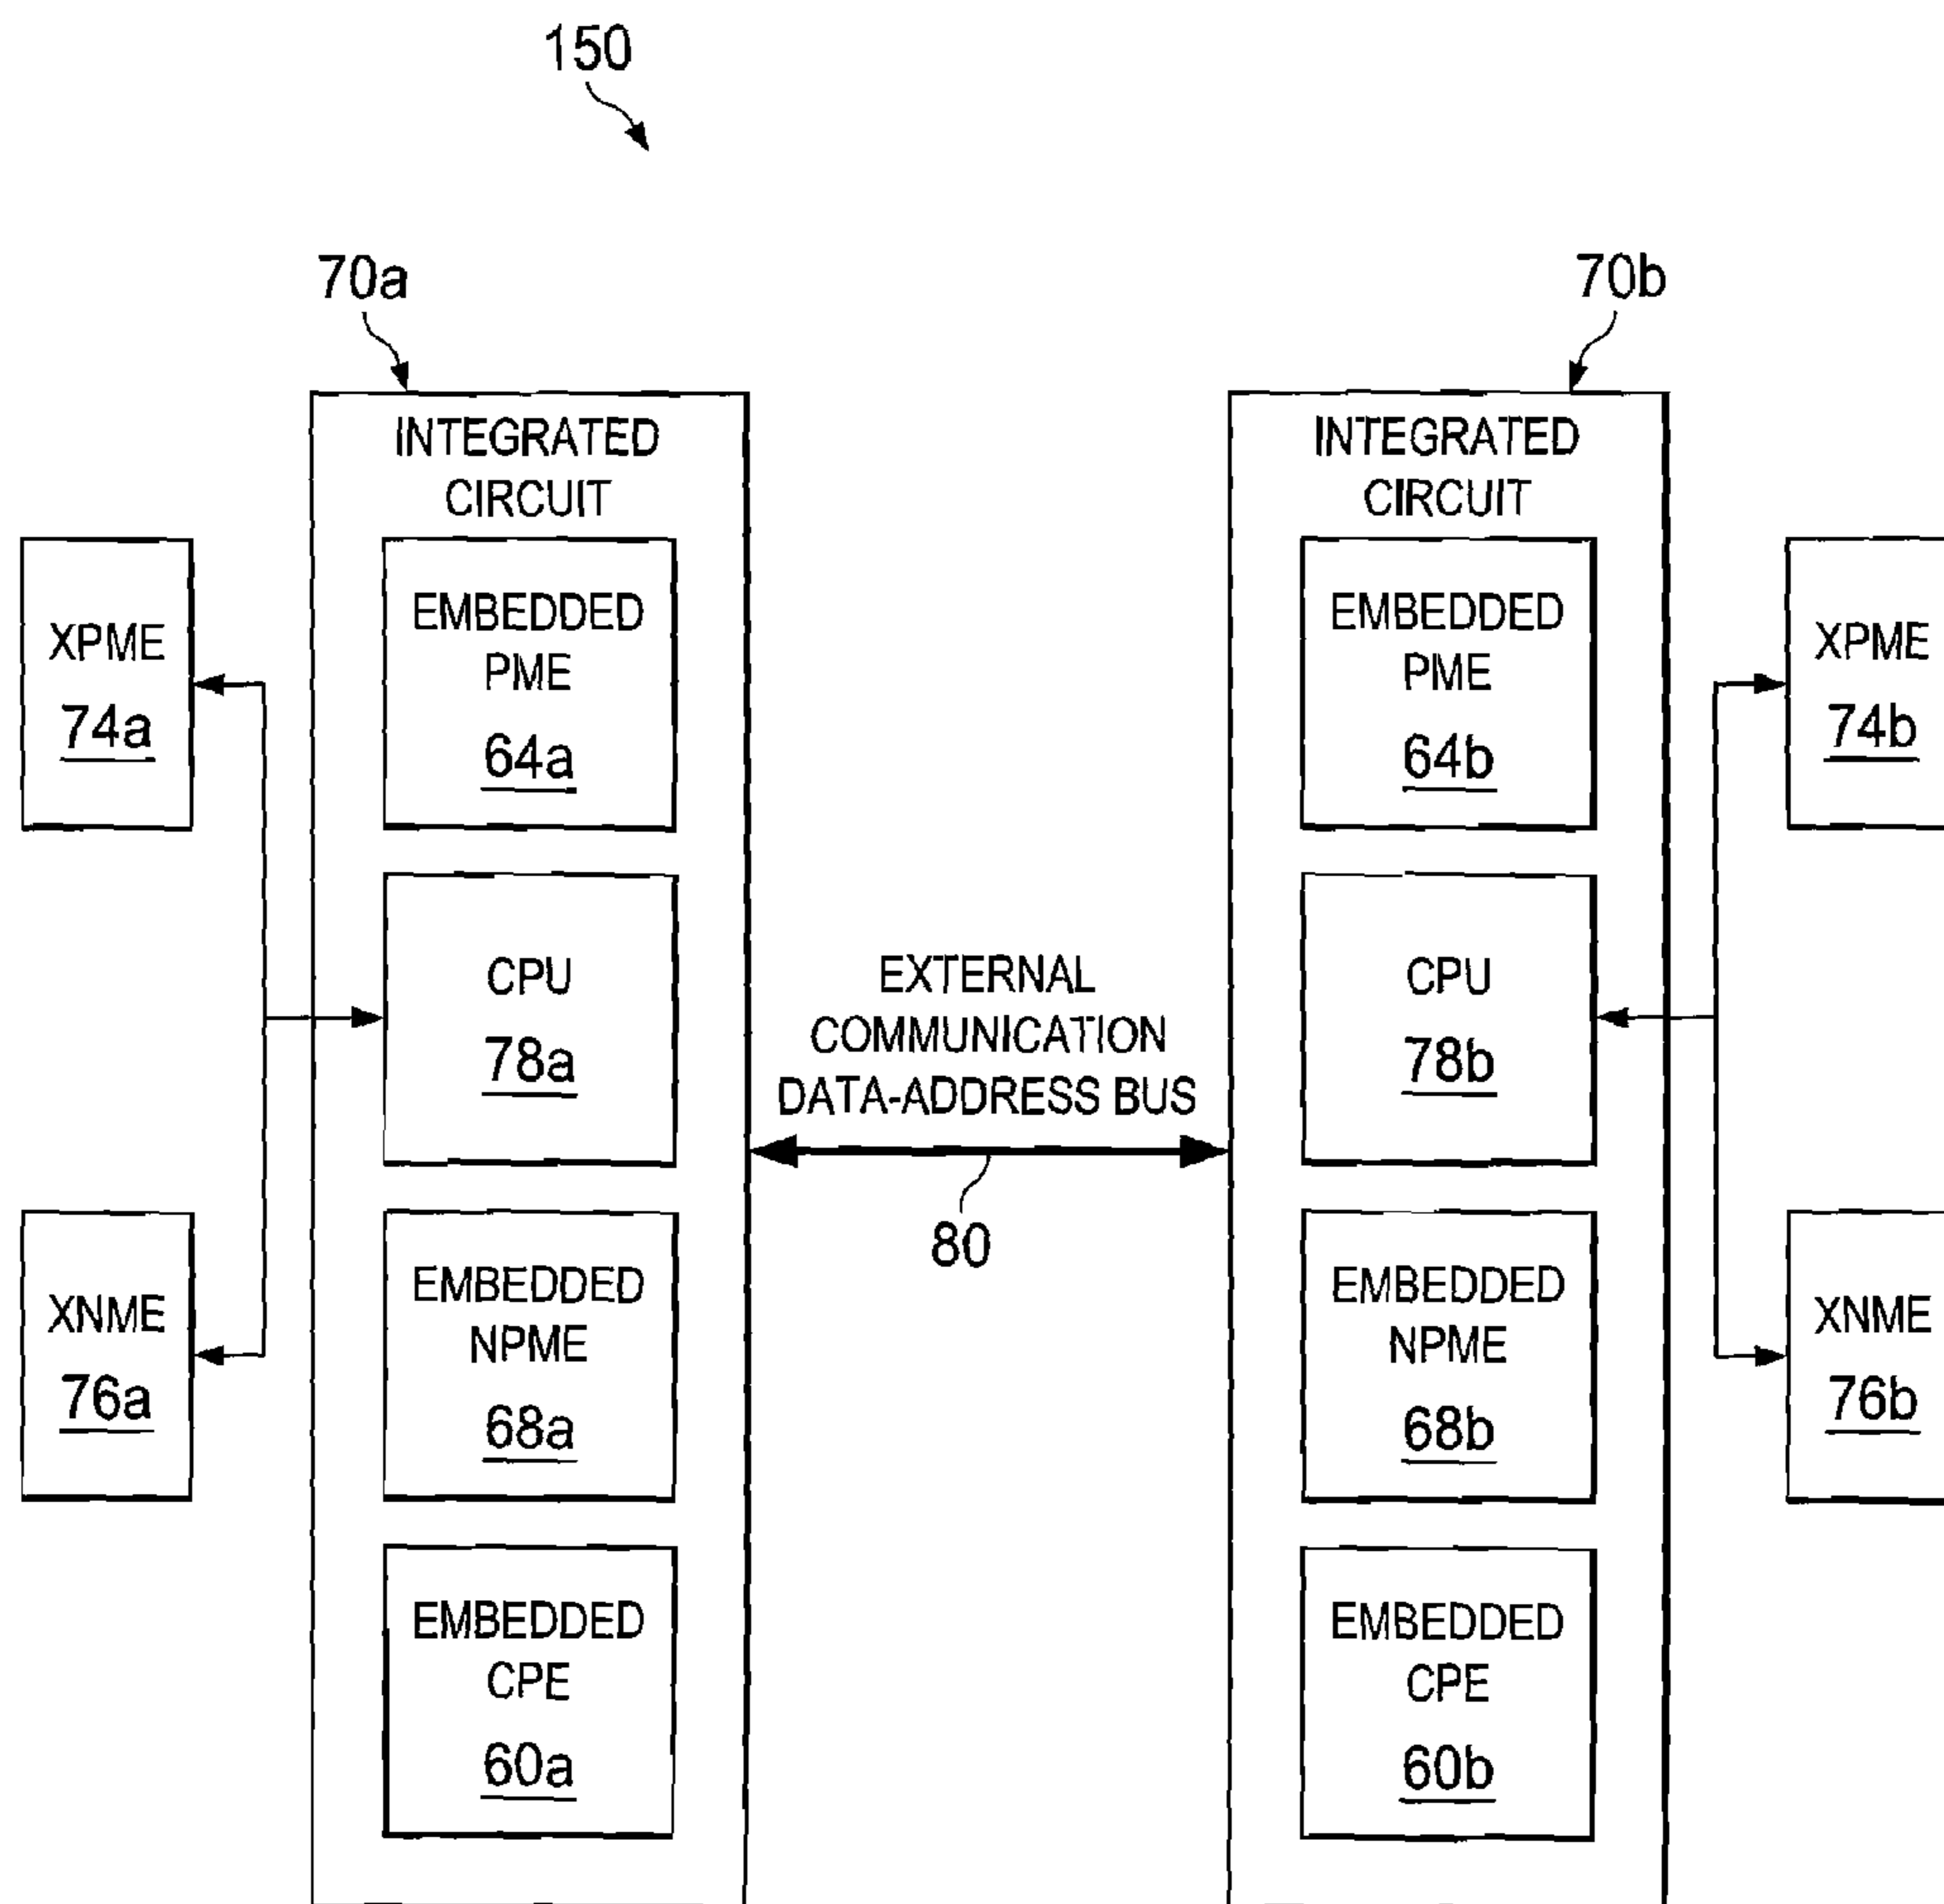 150
70a
70b
INTEGRATED
CIRCUIT
INTEGRATED
CIRCUIT
XPME
74a
EMBEDDED
PME
64a
EMBEDDED
PME
64b
XPME
74b
CPU
78a
EXTERNAL
COMMUNICATION
DATA-ADDRESS BUS
80
CPU
78b
XNME
76a
EMBEDDED
NPME
68a
EMBEDDED
NPME
68b
XNME
76b
EMBEDDED
CPE
60a
EMBEDDED
CPE
60b